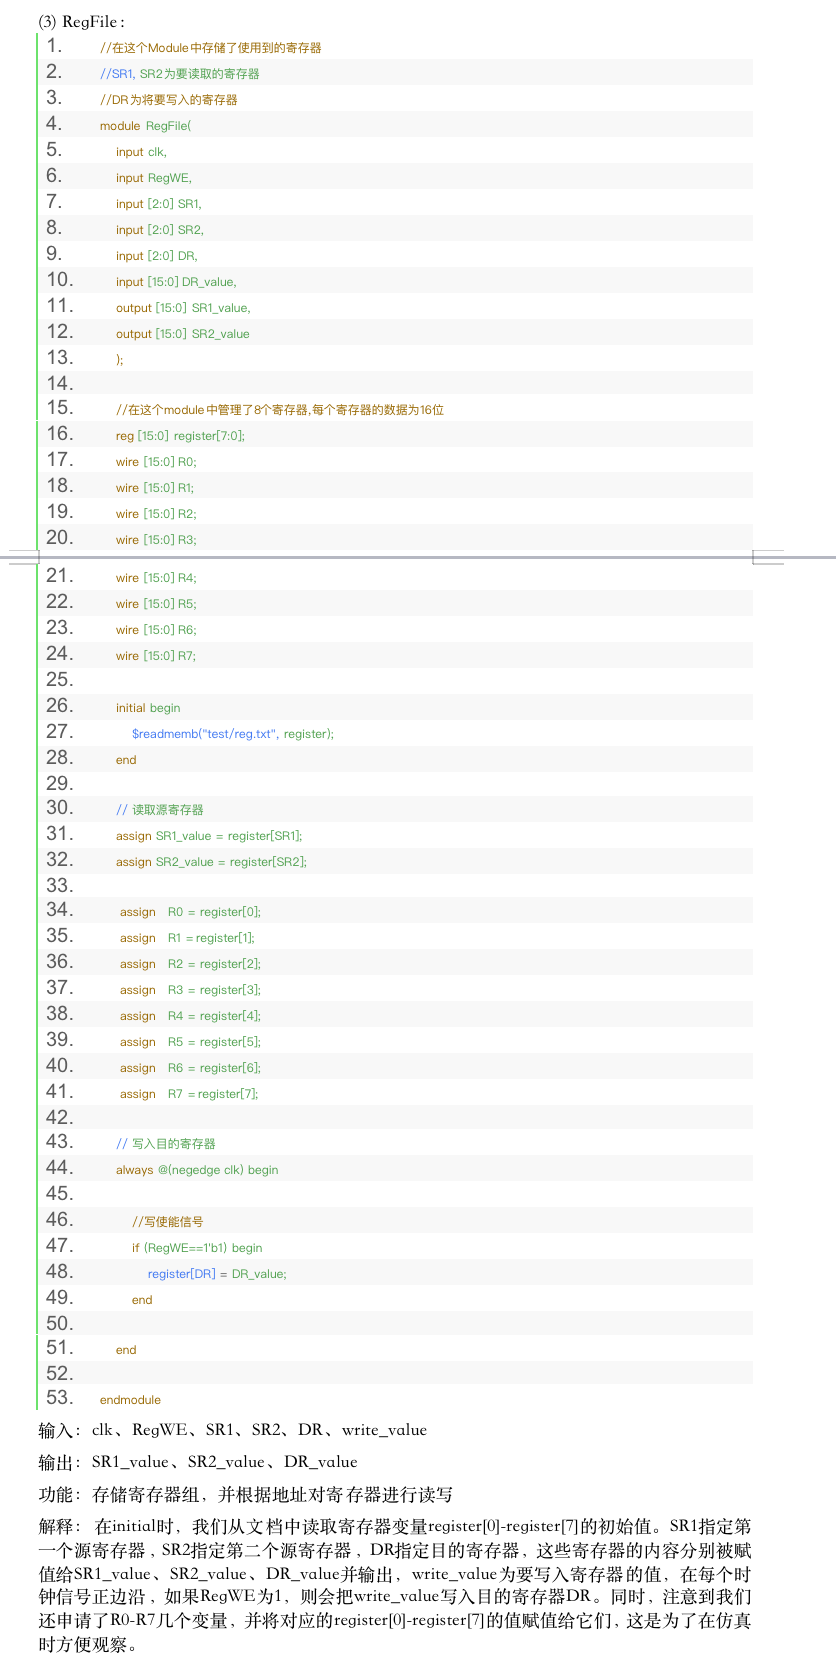 (3) RegFile：
1. //在这个Module中存储了使用到的寄存器
2. //SR1, SR2为要读取的寄存器
3. //DR为将要写入的寄存器
4. module RegFile(
5. input clk,
6. input RegWE,
7. input [2:0] SR1,
8. input [2:0] SR2,
9. input [2:0] DR,
10. input [15:0] DR_value,
11. output [15:0] SR1_value,
12. output [15:0] SR2_value
13. );
14.
15. //在这个module中管理了8个寄存器,每个寄存器的数据为16位
16. reg [15:0] register[7:0];
17. wire [15:0] R0;
18. wire [15:0] R1;
19. wire [15:0] R2;
20. wire [15:0] R3;
21. wire [15:0] R4;
22. wire [15:0] R5;
23. wire [15:0] R6;
24. wire [15:0] R7;
25.
26. initial begin
27. $readmemb("test/reg.txt", register);
28. end
29.
30. // 读取源寄存器
31. assign SR1_value = register[SR1];
32. assign SR2_value = register[SR2];
33.
34. assign R0 = register[0];
35. assign R1 = register[1];
36. assign R2 = register[2];
37. assign R3 = register[3];
38. assign R4 = register[4];
39. assign R5 = register[5];
40. assign R6 = register[6];
41. assign R7 = register[7];
42.
43. // 写入目的寄存器
44. always @(negedge clk) begin
45.
46. //写使能信号
47. if (RegWE==1'b1) begin
48. register[DR] = DR_value;
49. end
50.
51. end
52.
53. endmodule
输入：clk、RegWE、SR1、SR2、DR、write_value
输出：SR1_value、SR2_value、DR_value
功能：存储寄存器组，并根据地址对寄存器进行读写
解释：在initial时，我们从文档中读取寄存器变量register[0]-register[7]的初始值。SR1指定第
一个源寄存器，SR2指定第二个源寄存器，DR指定目的寄存器，这些寄存器的内容分别被赋
值给SR1_value、SR2_value、DR_value并输出，write_value为要写入寄存器的值，在每个时
钟信号正边沿，如果RegWE为1，则会把write_value写入目的寄存器DR。同时，注意到我们
还申请了R0-R7几个变量，并将对应的register[0]-register[7]的值赋值给它们，这是为了在仿真
时方便观察。